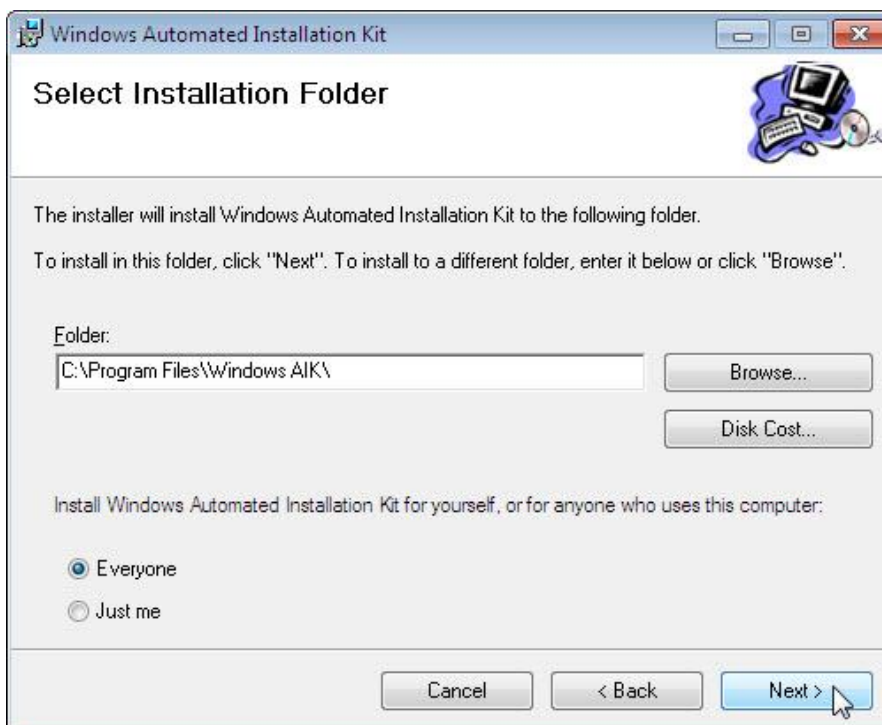 Windows Automated Installation Kit
Select Installation Folder
The installer will install Windows Automated Installation Kit to the following folder.
To install in this folder, click "Next". To install to a different folder, enter it below or click "Browse".
Folder:
C:\Program Files\Windows AIK\
Browse...
Disk Cost...
Install Windows Automated Installation Kit for yourself, or for anyone who uses this computer:
Everyone
Just me
Cancel < Back Next >